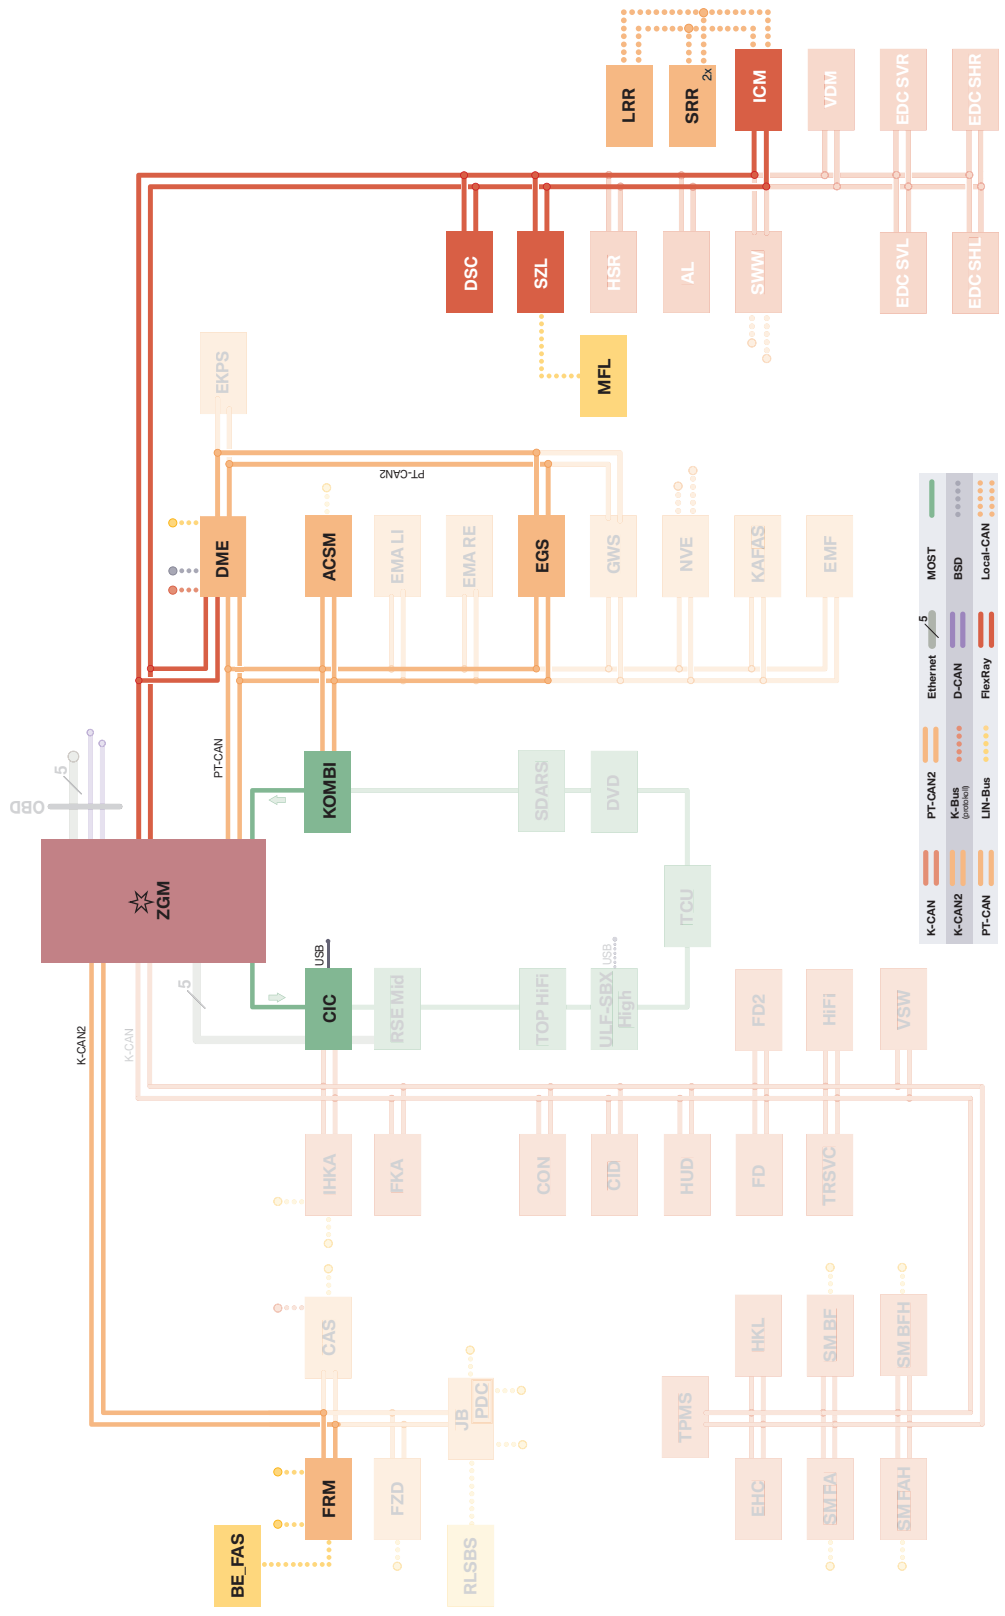 LRR
SRR
2x
ICM
VDM
EDC SVR
EDC SHR
DSC
SZL
HSR
AL
SWW
EDC SVL
EDC SHL
MFL
EKPS
PT-CAN2
DME
ACSM
EMA LI
EMA RE
EGS
GWS
NVE
KAFAS
EMF
PT-CAN
OBD
5
KOMBI
SDARS
DVD
TCU
ZGM
USB
5
CIC
RSE Mid
TOP HiFi
ULF-SBX
High
USB
FD2
HiFi
VSW
K-CAN2
K-CAN
IHKA
FKA
CON
CID
HUD
FD
TRSVC
CAS
JB
PDC
TPMS
HKL
SM BF
SM BFH
FRM
FZD
RLSBS
EHC
SM FA
SM FAH
BE_FAS
K-CAN
PT-CAN2
Ethernet
5
MOST
K-CAN2
K-Bus
(protokoll)
D-CAN
BSD
PT-CAN
LIN-Bus
FlexRay
Local-CAN